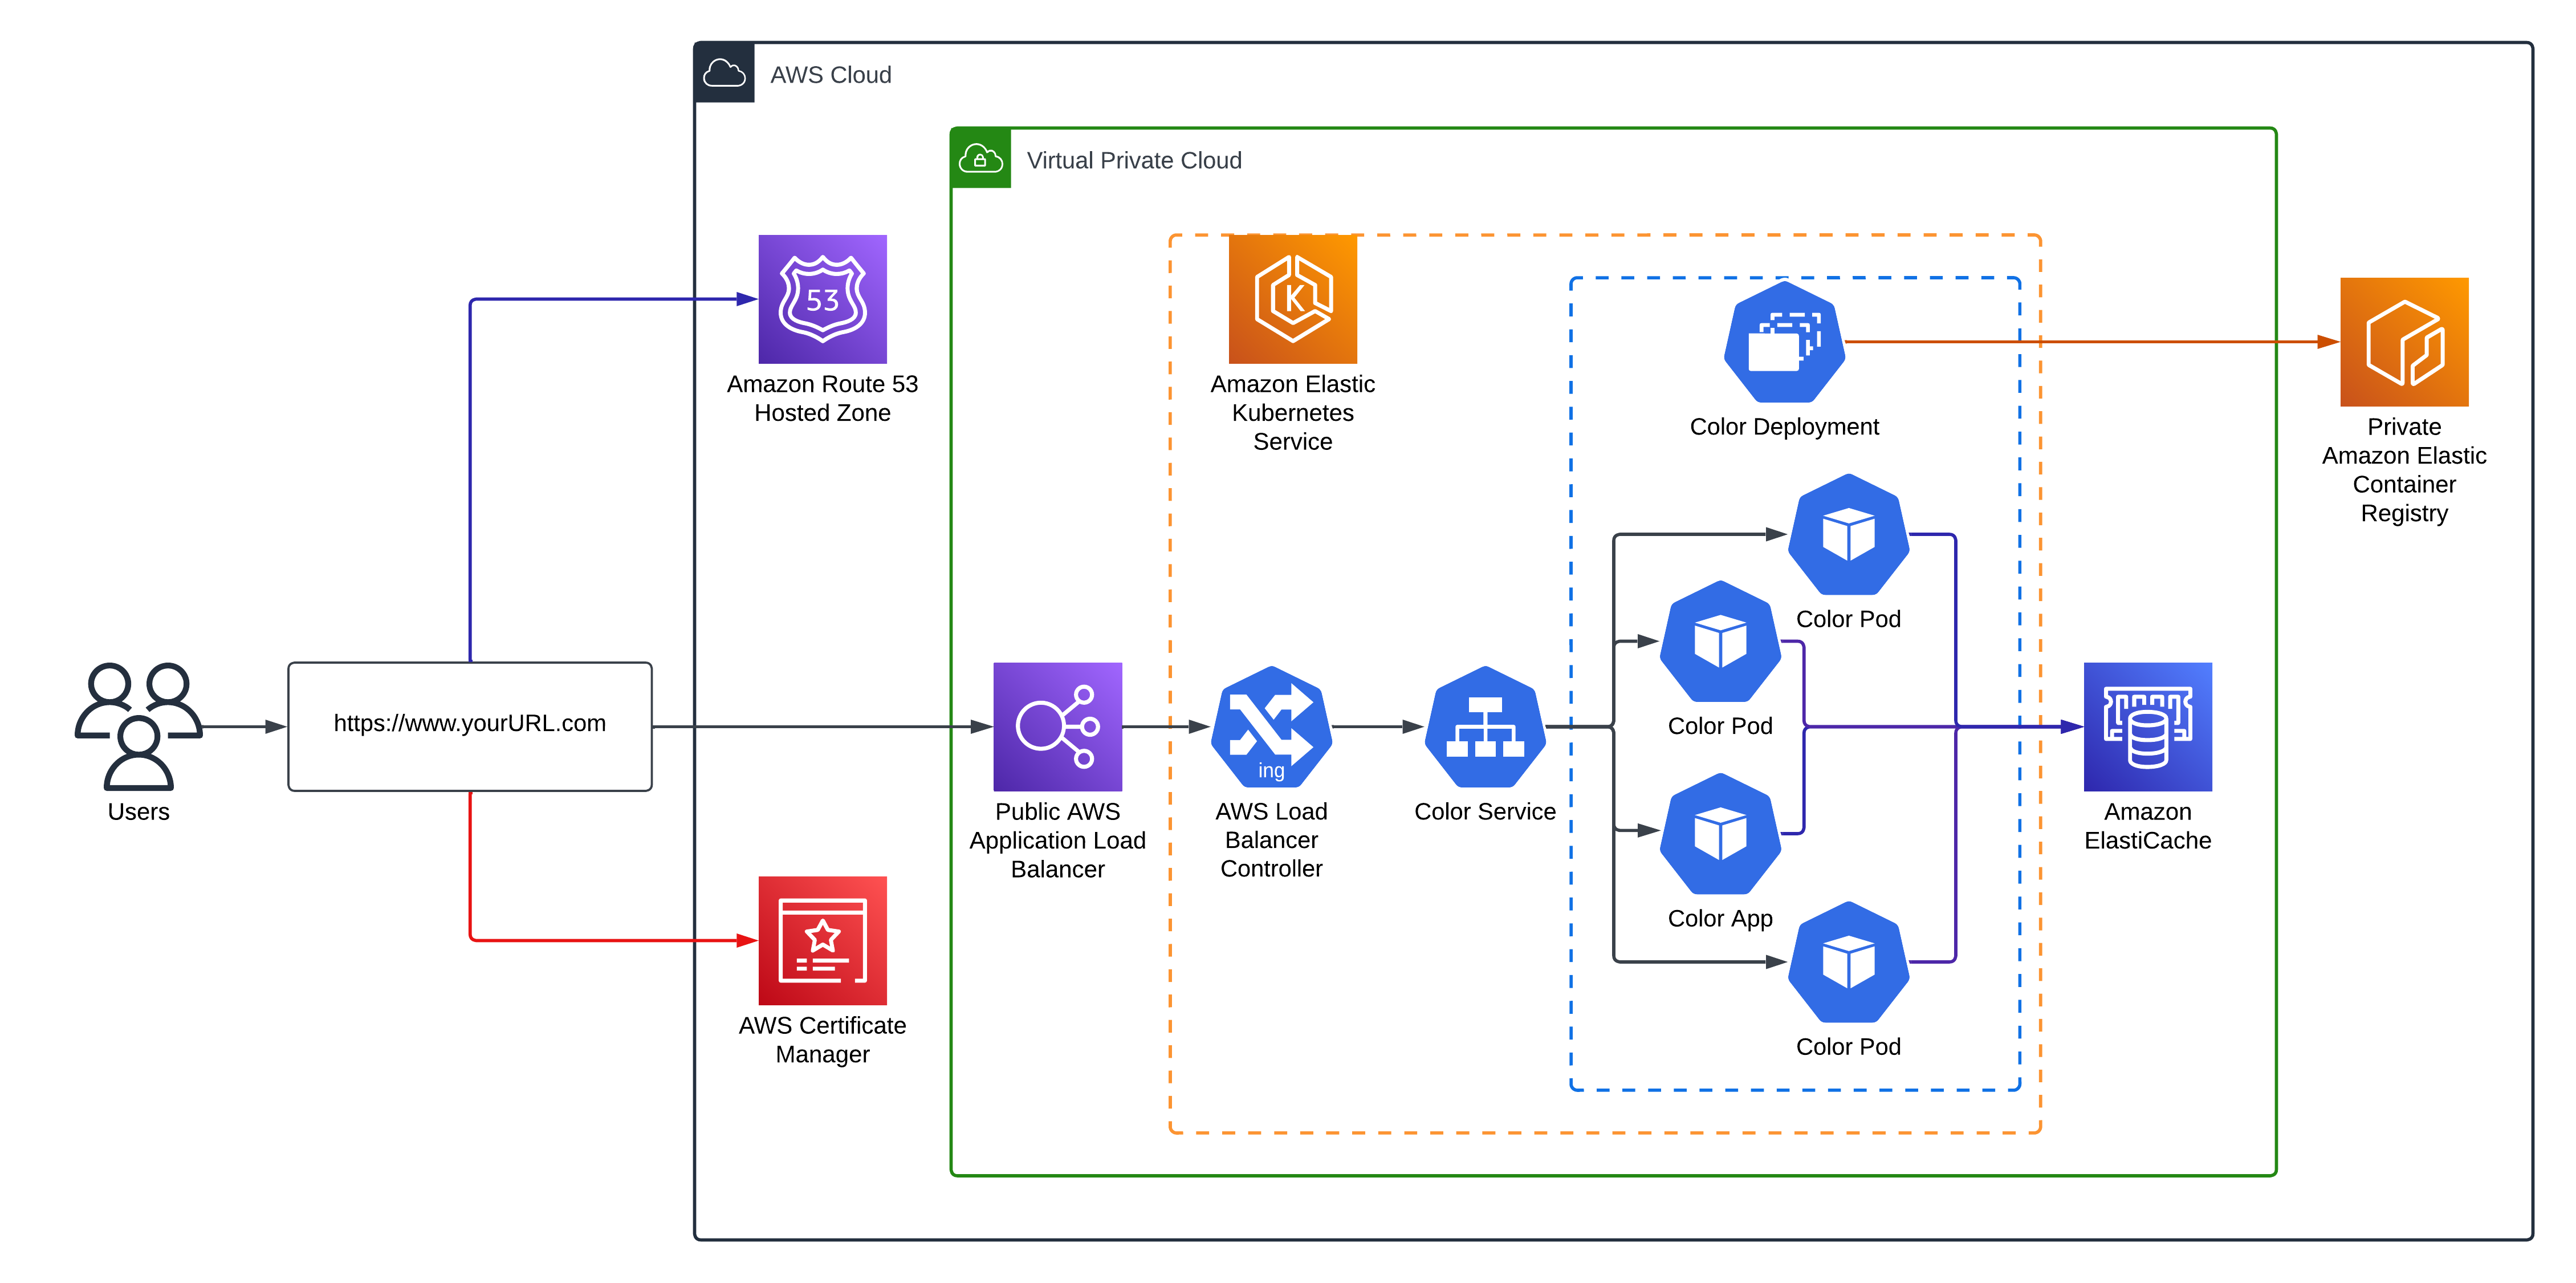 AWS Cloud
Virtual Private Cloud
53
Amazon Route 53
Hosted Zone
K
Amazon Elastic
Kubernetes
Service
Color Deployment
Private
Amazon Elastic
Container
Registry
Color Pod
Users
https://www.yourURL.com
Public AWS
Application Load
Balancer
ing
AWS Load
Balancer
Controller
Color Service
Color Pod
Amazon
ElastiCache
Color App
AWS Certificate
Manager
Color Pod